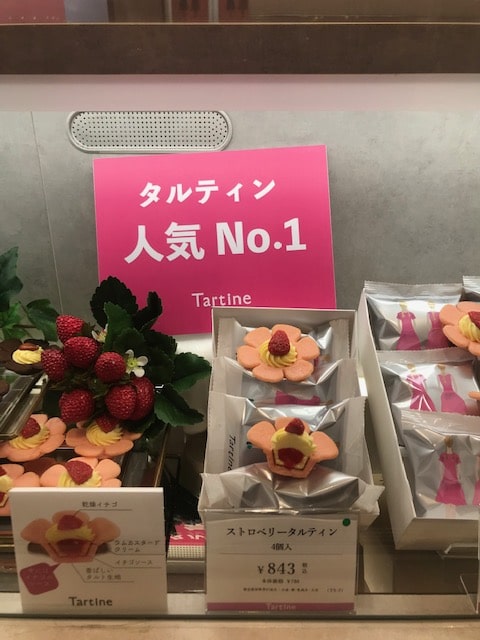 タルティン
人気 No.1
Tartine
乾燥イチゴ
ラムカスタード
クリーム
イチゴソース
香ばしい
タルト生地
Tartine
ストロベリータルティン
4個入
¥843 税込
Tartine
Tartine